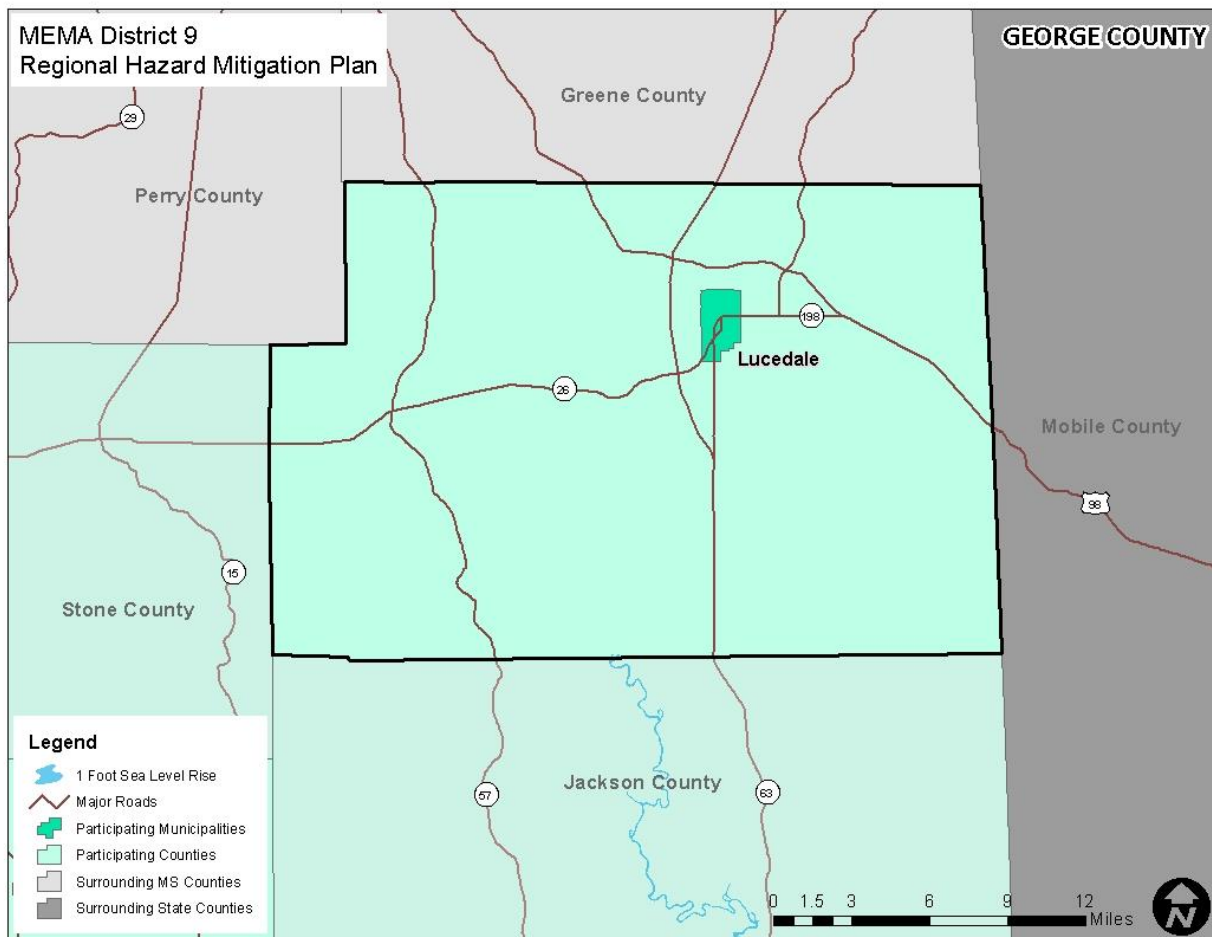 MEMA District 9
Regional Hazard Mitigation Plan
GEORGE COUNTY
Greene County
29
Perry County
198
Lucedale
26
Mobile County
98
15
Stone County
Jackson County
57
63
Legend
1 Foot Sea Level Rise
Major Roads
Participating Municipalities
Participating Counties
Surrounding MS Counties
Surrounding State Counties
0 1.5 3 6 9 12
Miles
N